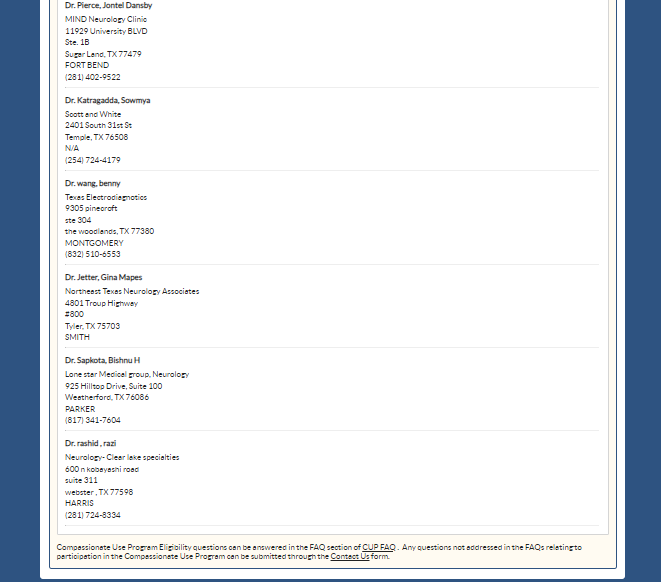 Dr. Pierce, Jontel Dansby
MIND Neurology Clinic
11929 University BLVD
Ste. 1B
Sugar Land, TX 77479
FORT BEND
(281) 402-9522
Dr. Katragadda, Sowmya
Scott and White
2401 South 31st St
Temple, TX 76508
N/A
(254) 724-4179
Dr. wang, benny
Texas Electrodiagnotics
9305 pinecroft
ste 304
the woodlands, TX 77380
MONTGOMERY
(832) 510-6553
Dr. Jetter, Gina Mapes
Northeast Texas Neurology Associates
4801 Troup Highway
#800
Tyler, TX 75703
SMITH
Dr. Sapkota, Bishnu H
Lone star Medical group, Neurology
925 Hilltop Drive, Suite 100
Weatherford, TX 76086
PARKER
(817) 341-7604
Dr. rashid , razi
Neurology- Clear lake specialties
600 n kobayashi road
suite 311
webster , TX 77598
HARRIS
(281) 724-8334
Compassionate Use Program Eligibility questions can be answered in the FAQ section of CUP FAQ . Any questions not addressed in the FAQs relating to
participation in the Compassionate Use Program can be submitted through the Contact Us form.